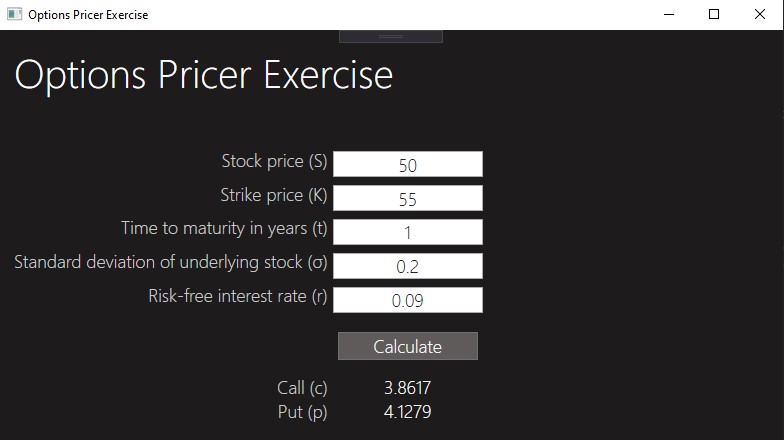 Options Pricer Exercise
Options Pricer Exercise
Stock price (S) 50
Strike price (K) 55
Time to maturity in years (t) 1
Standard deviation of underlying stock (σ) 0.2
Risk-free interest rate (r) 0.09
Calculate
Call (c) 3.8617
Put (p) 4.1279